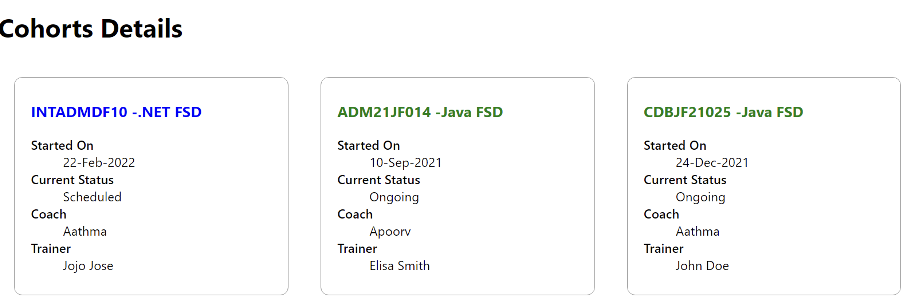 Cohorts Details
INTADMDF10 -.NET FSD
Started On
22-Feb-2022
Current Status
Scheduled
Coach
Aathma
Trainer
Jojo Jose
ADM21JF014 -Java FSD
Started On
10-Sep-2021
Current Status
Ongoing
Coach
Apoorv
Trainer
Elisa Smith
CDBJF21025 -Java FSD
Started On
24-Dec-2021
Current Status
Ongoing
Coach
Aathma
Trainer
John Doe